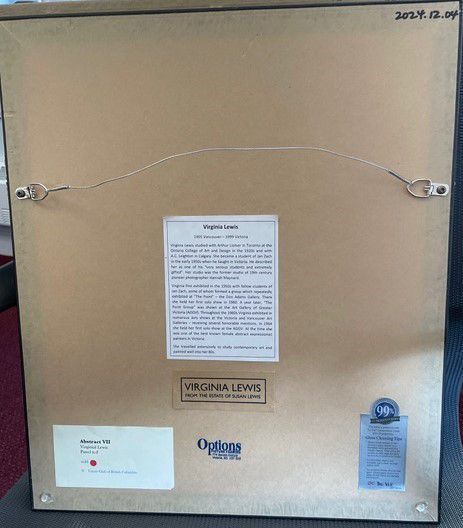 2024.12.04
Virginia Lewis
1905 Vancouver – 1999 Victoria
Virginia Lewis studied with Arthur Lismer in Toronto at the
Ontario College of Art and Design in the 1920s and with
A.C. Leighton in Calgary. She became a student of Jan Zach
in the early 1950s when he taught in Victoria. He described
her as one of his "very serious students and extremely
gifted". Her studio was the former studio of 19th century
pioneer photographer Hannah Maynard.
Virginia first exhibited in the 1950s with fellow students of
Jan Zach, some of whom formed a group which repeatedly
exhibited at "The Point" – the Don Adams Gallery. There
she held her first solo show in 1960. A year later, "The
Point Group" was shown at the Art Gallery of Greater
Victoria (AGGV). Throughout the 1960s Virginia exhibited in
numerous jury shows at the Victoria and Vancouver Art
Galleries – receiving several honorable mentions. In 1964
she held her first solo show at the AGGV. At the time she
was one of the best known female abstract expressionist
painters in Victoria.
She travelled extensively to study contemporary art and
painted well into her 80s.
VIRGINIA LEWIS
FROM THE ESTATE OF SUSAN LEWIS
Abstract VII
Virginia Lewis
sold
Options
99%
Glass Cleaning Tips